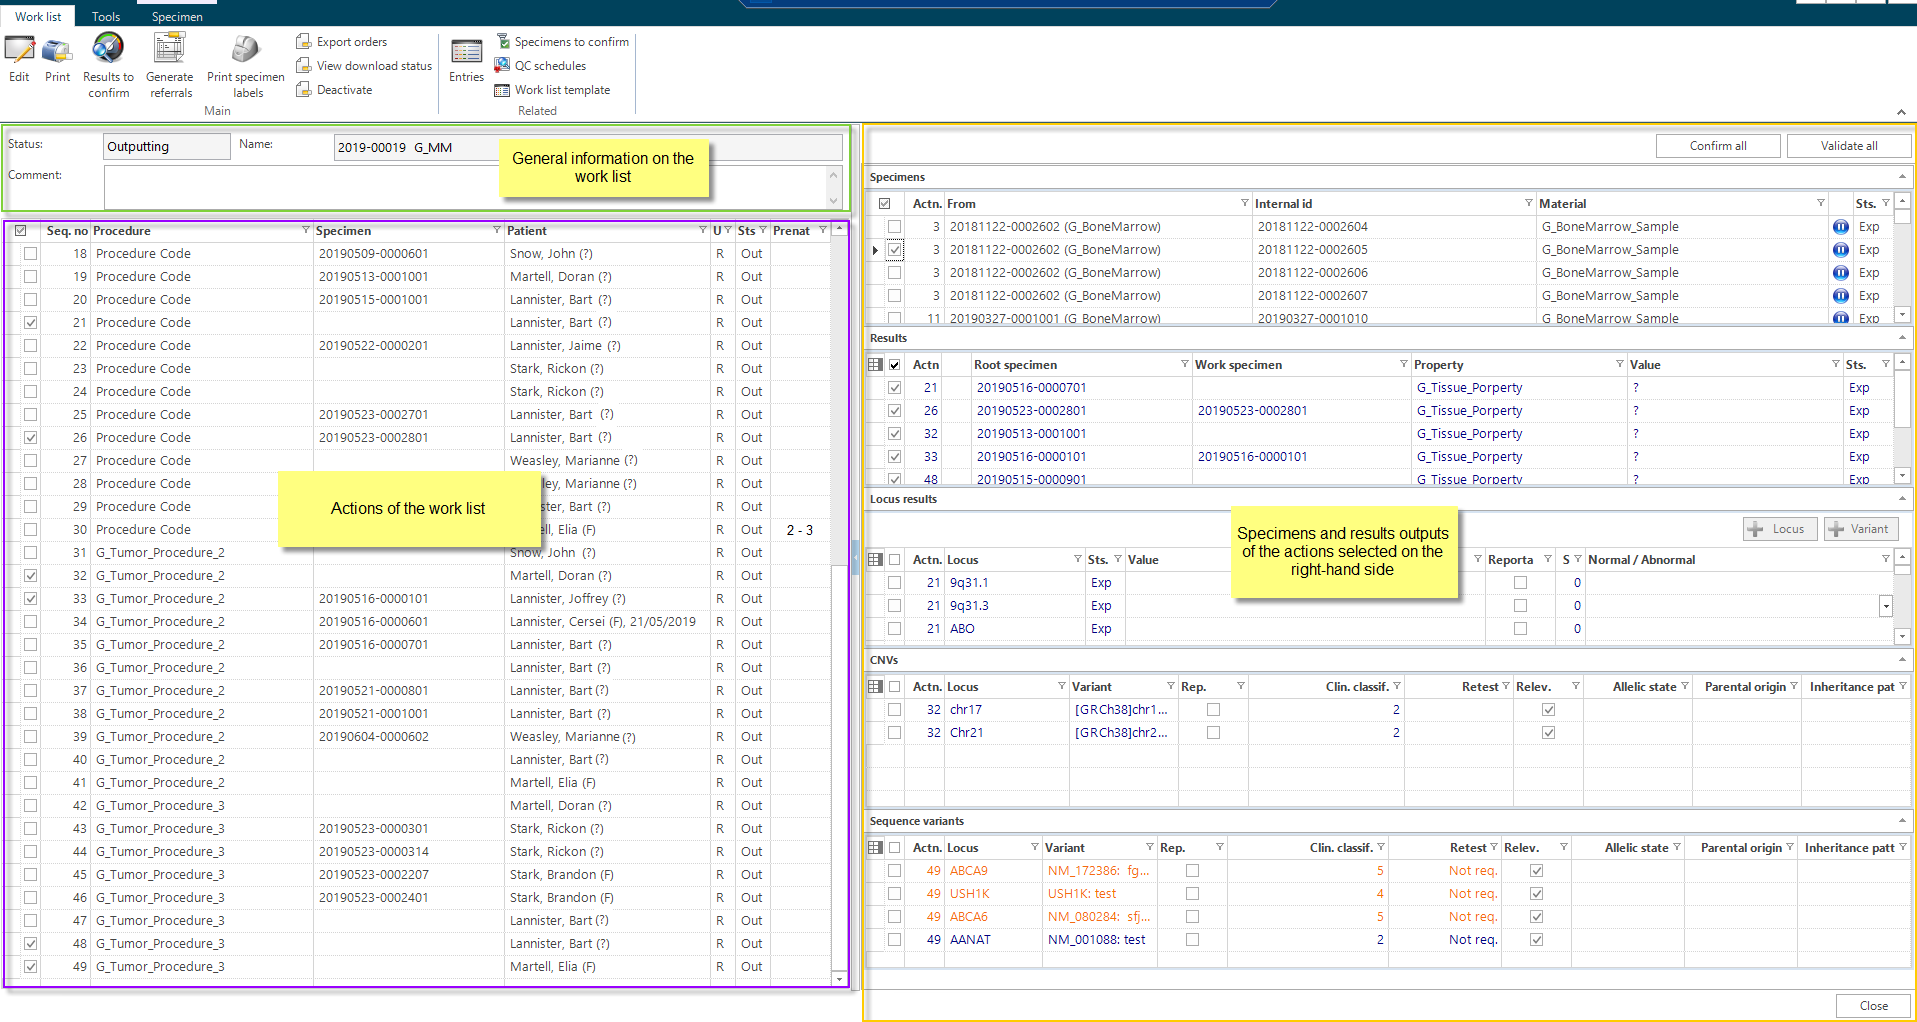 Work list Tools Specimen
Edit
Print
Results to
confirm
Generate
referrals
Print specimen
labels
Export orders
View download status
Deactivate
Main
Entries
Specimens to confirm
QC schedules
Work list template
Related
Status: Outputting Name: 2019-00019 G_MM
Comment:
General information on the
work list
Seq. no Procedure Specimen Patient U Sts Prenat
18 Procedure Code 20190509-0000601 Snow, John (?) R Out
19 Procedure Code 20190513-0001001 Martell, Doran (?) R Out
20 Procedure Code 20190515-0001001 Lannister, Bart (?) R Out
21 Procedure Code Lannister, Bart (?) R Out
22 Procedure Code 20190522-0000201 Lannister, Jaime (?) R Out
23 Procedure Code Stark, Rickon (?) R Out
24 Procedure Code Stark, Rickon (?) R Out
25 Procedure Code 20190523-0002701 Lannister, Bart (?) R Out
26 Procedure Code 20190523-0002801 Lannister, Bart (?) R Out
27 Procedure Code Weasley, Marianne (?) R Out
28 Procedure Code sley, Marianne (?) R Out
29 Procedure Code ster, Bart (?) R Out
30 Procedure Code ell, Elia (F) R Out 2 - 3
Actions of the work list
31 G_Tumor_Procedure_2 Snow, John (?) R Out
32 G_Tumor_Procedure_2 Martell, Doran (?) R Out
33 G_Tumor_Procedure_2 20190516-0000101 Lannister, Joffrey (?) R Out
34 G_Tumor_Procedure_2 20190516-0000601 Lannister, Cersei (F), 21/05/2019 R Out
35 G_Tumor_Procedure_2 20190516-0000701 Lannister, Bart (?) R Out
36 G_Tumor_Procedure_2 Lannister, Bart (?) R Out
37 G_Tumor_Procedure_2 20190521-0000801 Lannister, Bart (?) R Out
38 G_Tumor_Procedure_2 20190521-0001001 Lannister, Bart (?) R Out
39 G_Tumor_Procedure_2 20190604-0000602 Weasley, Marianne (?) R Out
40 G_Tumor_Procedure_2 Lannister, Bart (?) R Out
41 G_Tumor_Procedure_2 Martell, Elia (F) R Out
42 G_Tumor_Procedure_3 Martell, Doran (?) R Out
43 G_Tumor_Procedure_3 20190523-0000301 Stark, Rickon (?) R Out
44 G_Tumor_Procedure_3 20190523-0000314 Stark, Rickon (?) R Out
45 G_Tumor_Procedure_3 20190523-0002207 Stark, Brandon (F) R Out
46 G_Tumor_Procedure_3 20190523-0002401 Stark, Brandon (F) R Out
47 G_Tumor_Procedure_3 Lannister, Bart (?) R Out
48 G_Tumor_Procedure_3 Lannister, Bart (?) R Out
49 G_Tumor_Procedure_3 Martell, Elia (F) R Out
Confirm all Validate all
Specimens
Actn. From Internal id Material Sts.
3 20181122-0002602 (G_BoneMarrow) 20181122-0002604 G_BoneMarrow_Sample Exp
3 20181122-0002602 (G_BoneMarrow) 20181122-0002605 G_BoneMarrow_Sample Exp
3 20181122-0002602 (G_BoneMarrow) 20181122-0002606 G_BoneMarrow_Sample Exp
3 20181122-0002602 (G_BoneMarrow) 20181122-0002607 G_BoneMarrow_Sample Exp
11 20190327-0001001 (G_BoneMarrow) 20190327-0001010 G_BoneMarrow_Sample Exp
Results
Actn Root specimen Work specimen Property Value Sts.
21 20190516-0000701 G_Tissue_Porperty ? Exp
26 20190523-0002801 20190523-0002801 G_Tissue_Porperty ? Exp
32 20190513-0001001 G_Tissue_Porperty ? Exp
33 20190516-0000101 20190516-0000101 G_Tissue_Porperty ? Exp
48 20190515-0000901 G_Tissue_Porperty ? Exp
Locus results
Locus Variant
Specimens and results outputs
of the actions selected on the
right-hand side
Actn. Locus Sts. Value Reporta S Normal / Abnormal
21 9q31.1 Exp 0
21 9q31.3 Exp 0
21 ABO Exp 0
CNVs
Actn. Locus Variant Rep. Clin. classif. Retest Relev. Allelic state Parental origin Inheritance pat
32 chr17 [GRCh38]chr1... 2
32 Chr21 [GRCh38]chr2... 2
Sequence variants
Actn. Locus Variant Rep. Clin. classif. Retest Relev. Allelic state Parental origin Inheritance patt
49 ABCA9 NM_172386: fg... 5 Not req.
49 USH1K USH1K: test 4 Not req.
49 ABCA6 NM_080284: sfj... 5 Not req.
49 AANAT NM_001088: test 2 Not req.
Close